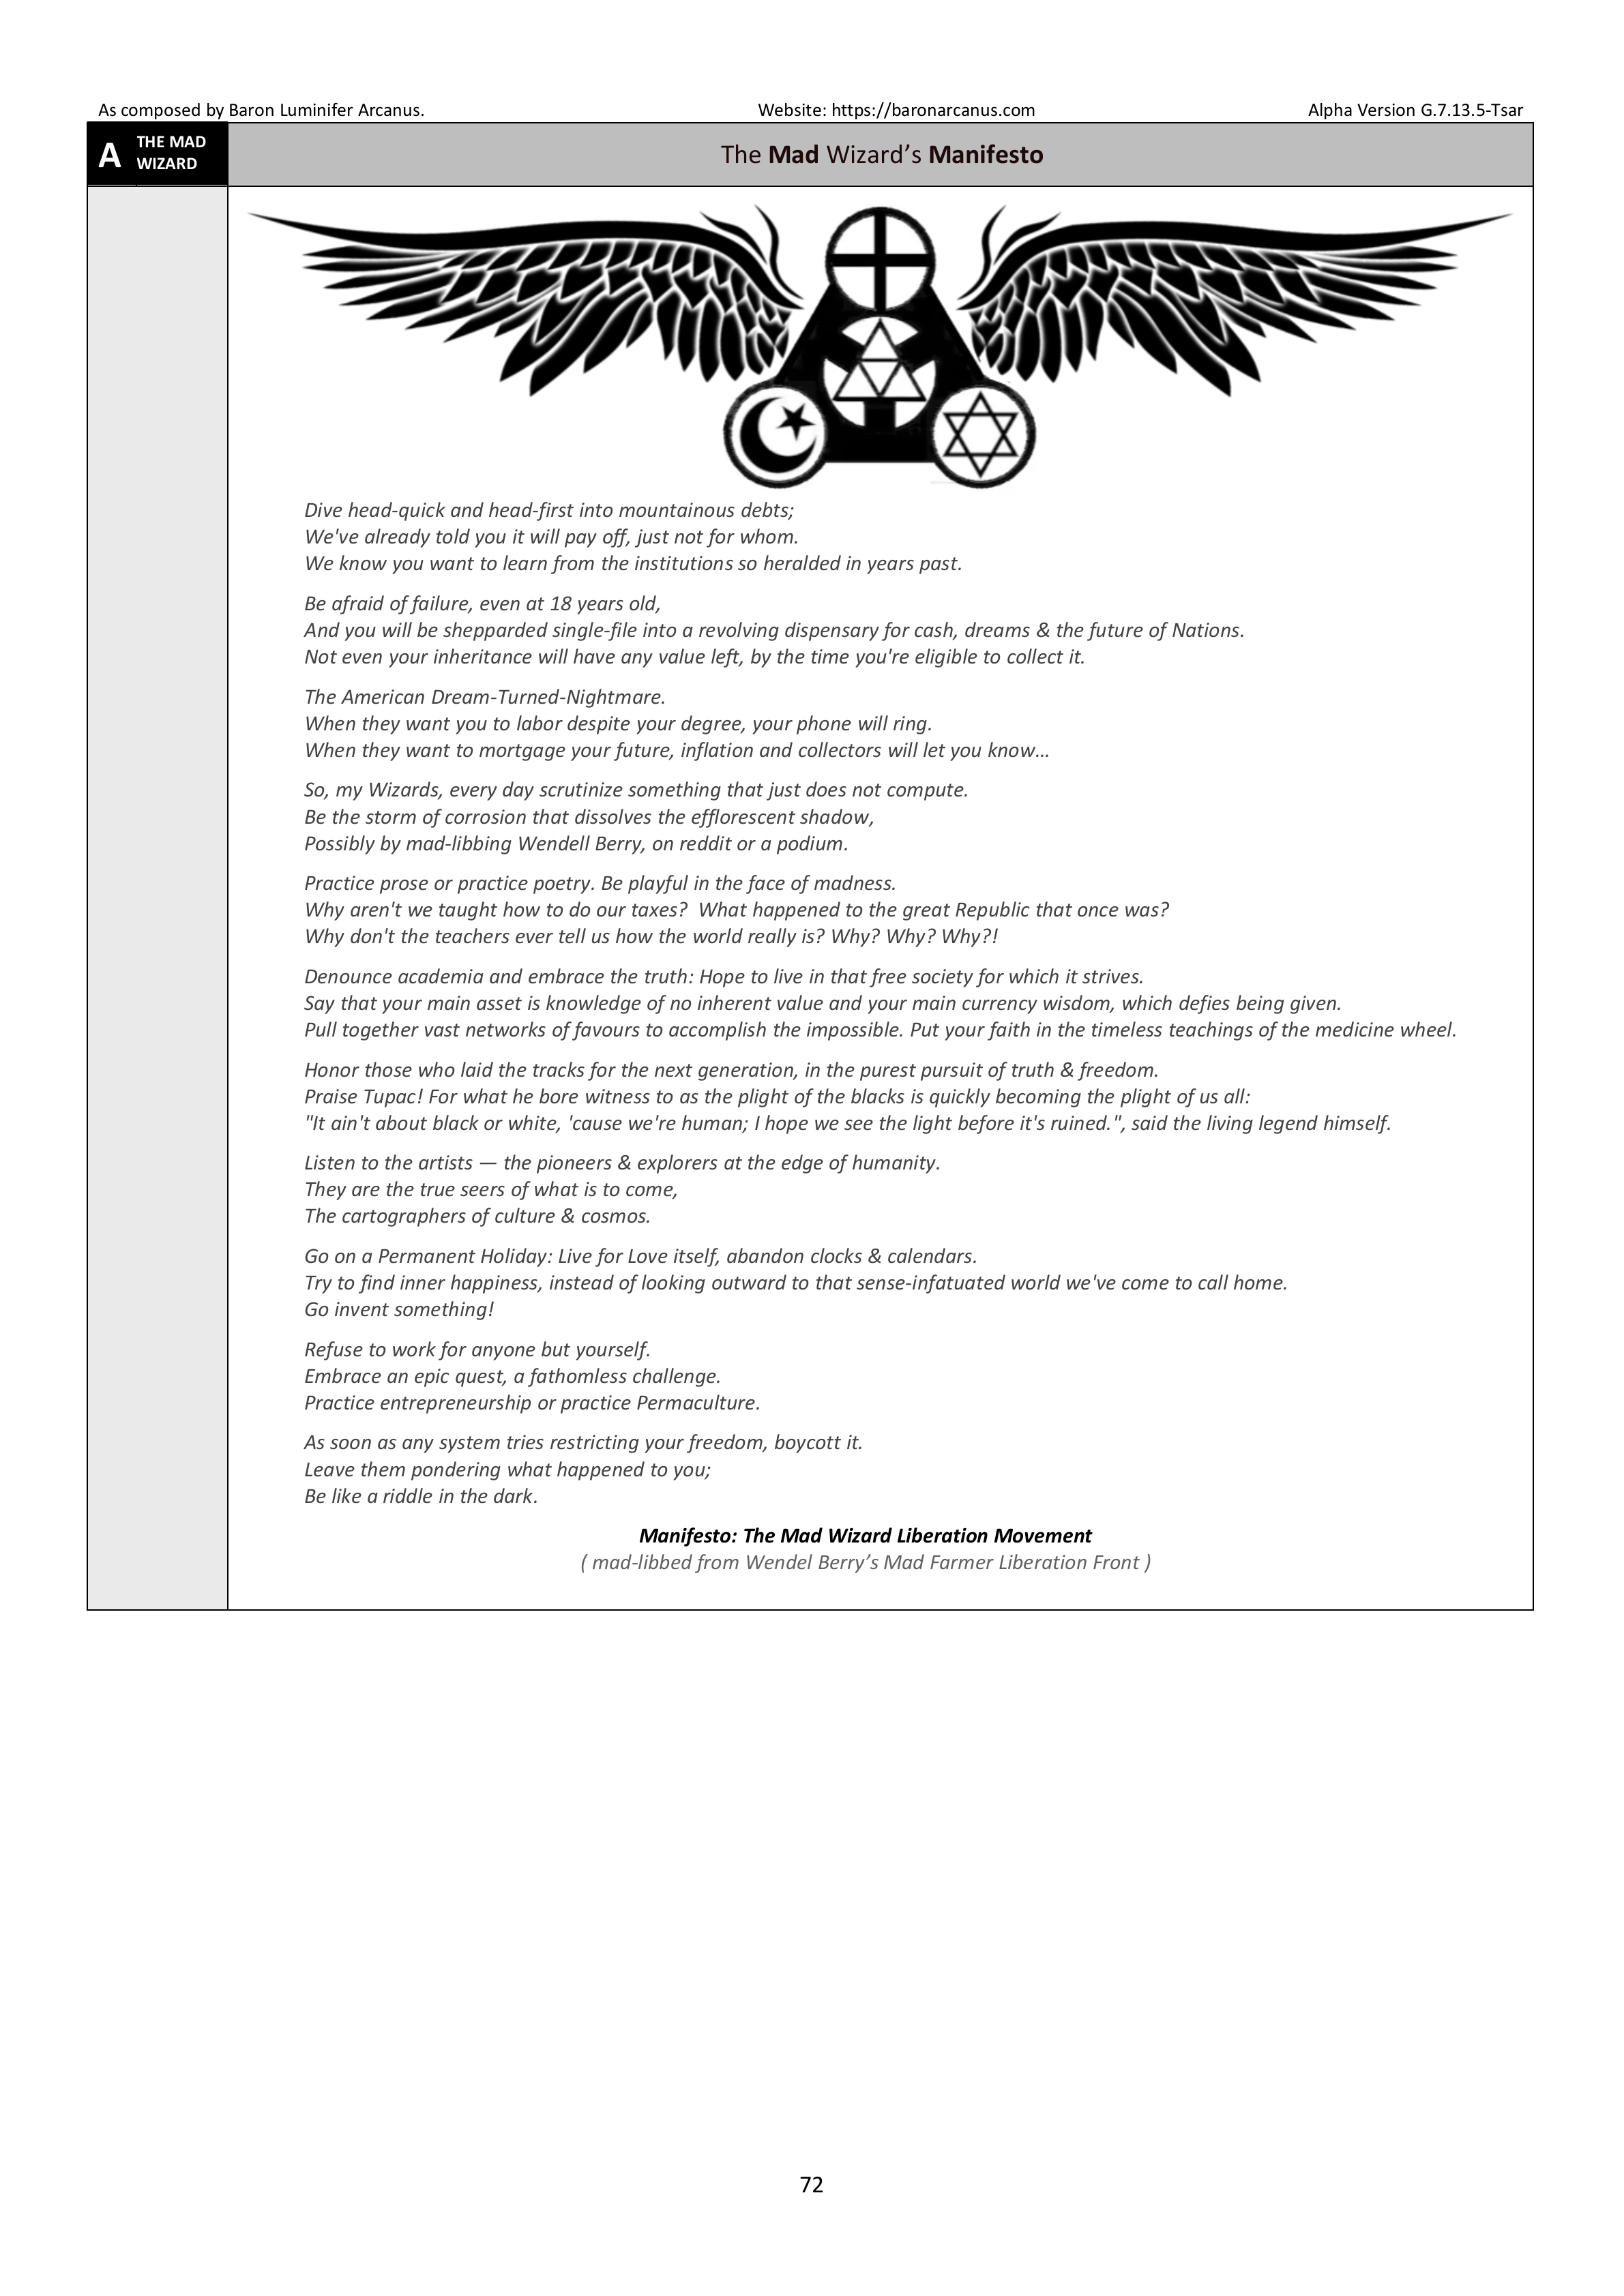 As composed by Baron Luminifer Arcanus.
Website: https://baronarcanus.com
Alpha Version G.7.13.5-Tsar
A
THE MAD
WIZARD
The Mad Wizard’s Manifesto
Dive head-quick and head-first into mountainous debts;
We've already told you it will pay off, just not for whom.
We know you want to learn from the institutions so heralded in years past.
Be afraid of failure, even at 18 years old,
And you will be shepparded single-file into a revolving dispensary for cash, dreams & the future of Nations.
Not even your inheritance will have any value left, by the time you're eligible to collect it.
The American Dream-Turned-Nightmare.
When they want you to labor despite your degree, your phone will ring.
When they want to mortgage your future, inflation and collectors will let you know…
So, my Wizards, every day scrutinize something that just does not compute.
Be the storm of corrosion that dissolves the efflorescent shadow,
Possibly by mad-libbing Wendell Berry, on reddit or a podium.
Practice prose or practice poetry. Be playful in the face of madness.
Why aren't we taught how to do our taxes?  What happened to the great Republic that once was?
Why don't the teachers ever tell us how the world really is? Why? Why? Why?!
Denounce academia and embrace the truth: Hope to live in that free society for which it strives.
Say that your main asset is knowledge of no inherent value and your main currency wisdom, which defies being given.
Pull together vast networks of favours to accomplish the impossible. Put your faith in the timeless teachings of the medicine wheel.
Honor those who laid the tracks for the next generation, in the purest pursuit of truth & freedom.
Praise Tupac! For what he bore witness to as the plight of the blacks is quickly becoming the plight of us all:
"It ain't about black or white, 'cause we're human; I hope we see the light before it's ruined.", said the living legend himself.
Listen to the artists — the pioneers & explorers at the edge of humanity.
They are the true seers of what is to come,
The cartographers of culture & cosmos.
Go on a Permanent Holiday: Live for Love itself, abandon clocks & calendars.
Try to find inner happiness, instead of looking outward to that sense-infatuated world we've come to call home.
Go invent something!
Refuse to work for anyone but yourself.
Embrace an epic quest, a fathomless challenge.
Practice entrepreneurship or practice Permaculture.
As soon as any system tries restricting your freedom, boycott it.
Leave them pondering what happened to you;
Be like a riddle in the dark.
Manifesto: The Mad Wizard Liberation Movement
( mad-libbed from Wendel Berry’s Mad Farmer Liberation Front )
72